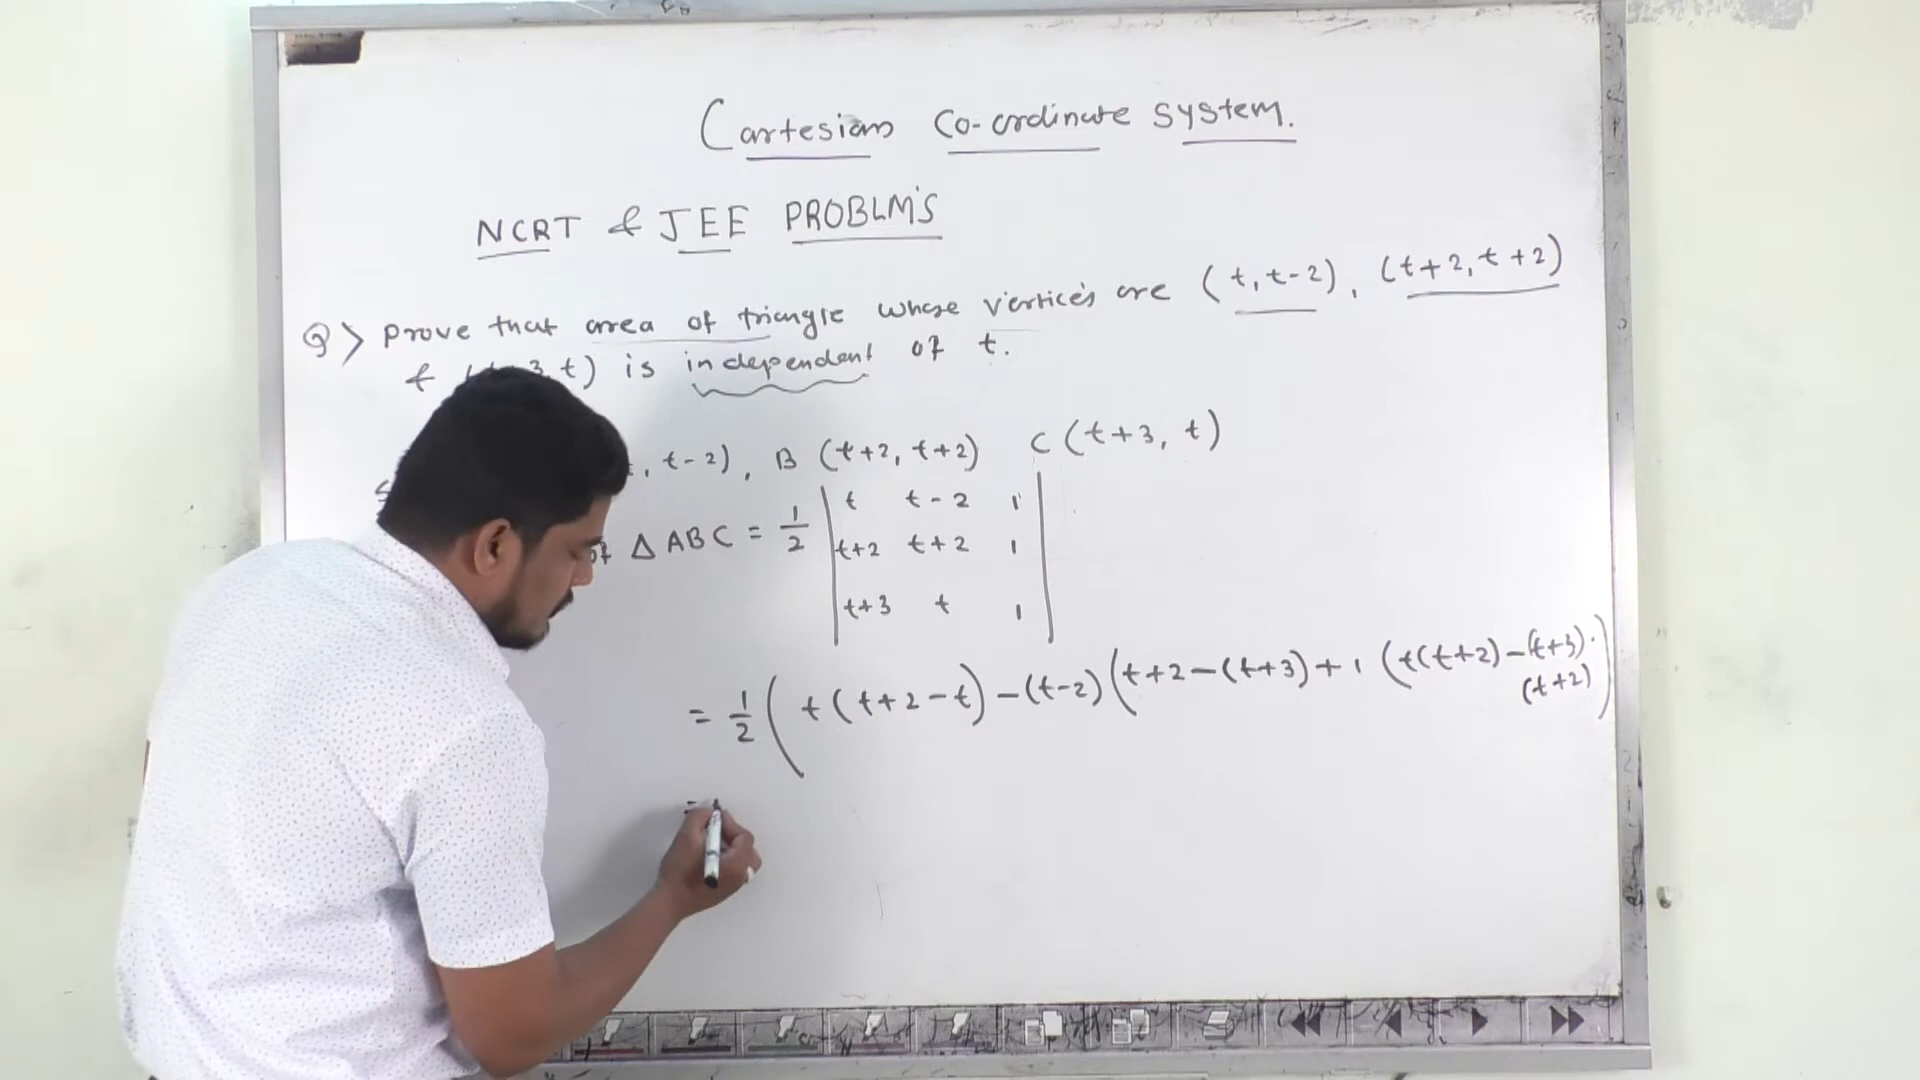 Cartesian Co-ordinate system.
NCRT & JEE PROBLM'S
Q> Prove that area of triangle whose vertices are (t, t-2), (t+2, t+2)
& 3, t) is independent of t.
, t-2), B (t+2, t+2) C (t+3, t)
of Δ ABC = 1/2 | t t-2 1
t+2 t+2 1
t+3 t 1 |
= 1/2 ( t(t+2-t) - (t-2)(t+2-(t+3) + 1 (t(t+2) - (t+3).
(t+2) )
=